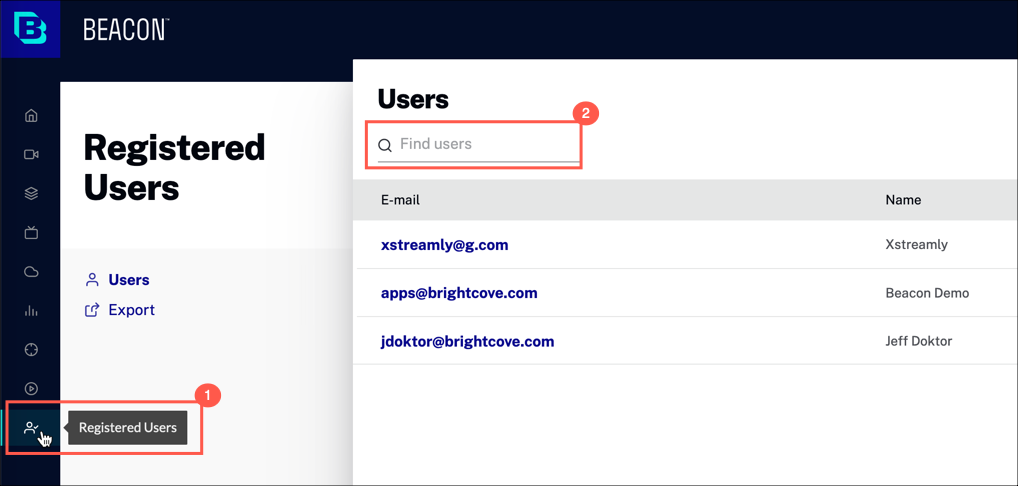 BEACON™
Registered
Users
Users
Export
1
Registered Users
Users
2
Find users
E-mail Name
xstreamly@g.com Xstreamly
apps@brightcove.com Beacon Demo
jdoktor@brightcove.com Jeff Doktor